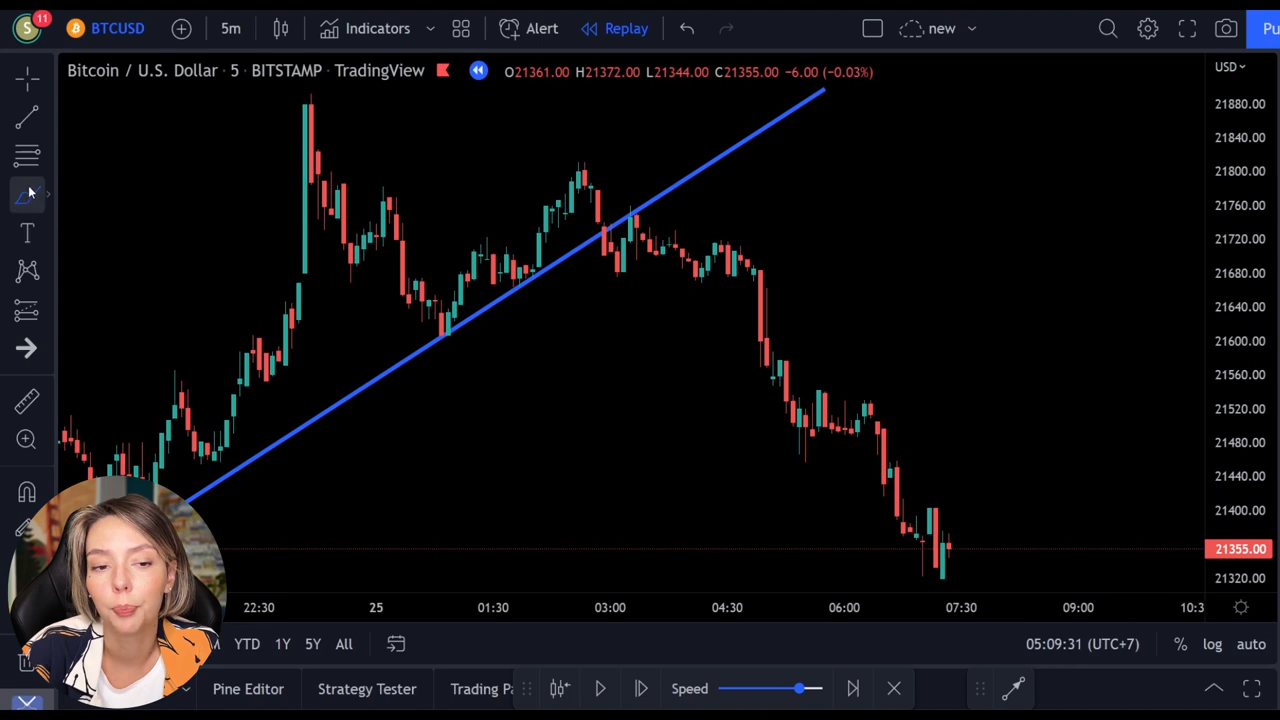 S 11 BTCUSD 5m Indicators Alert Replay new Pu
Bitcoin / U.S. Dollar · 5 · BITSTAMP · TradingView O21361.00 H21372.00 L21344.00 C21355.00 −6.00 (−0.03%) USD
21880.00
21840.00
21800.00
21760.00
21720.00
21680.00
T
21640.00
21600.00
21560.00
21520.00
21480.00
21440.00
21400.00
21355.00
21320.00
22:30 25 01:30 03:00 04:30 06:00 07:30 09:00 10:3
YTD 1Y 5Y All 05:09:31 (UTC+7) % log auto
Pine Editor Strategy Tester Trading Pa Speed